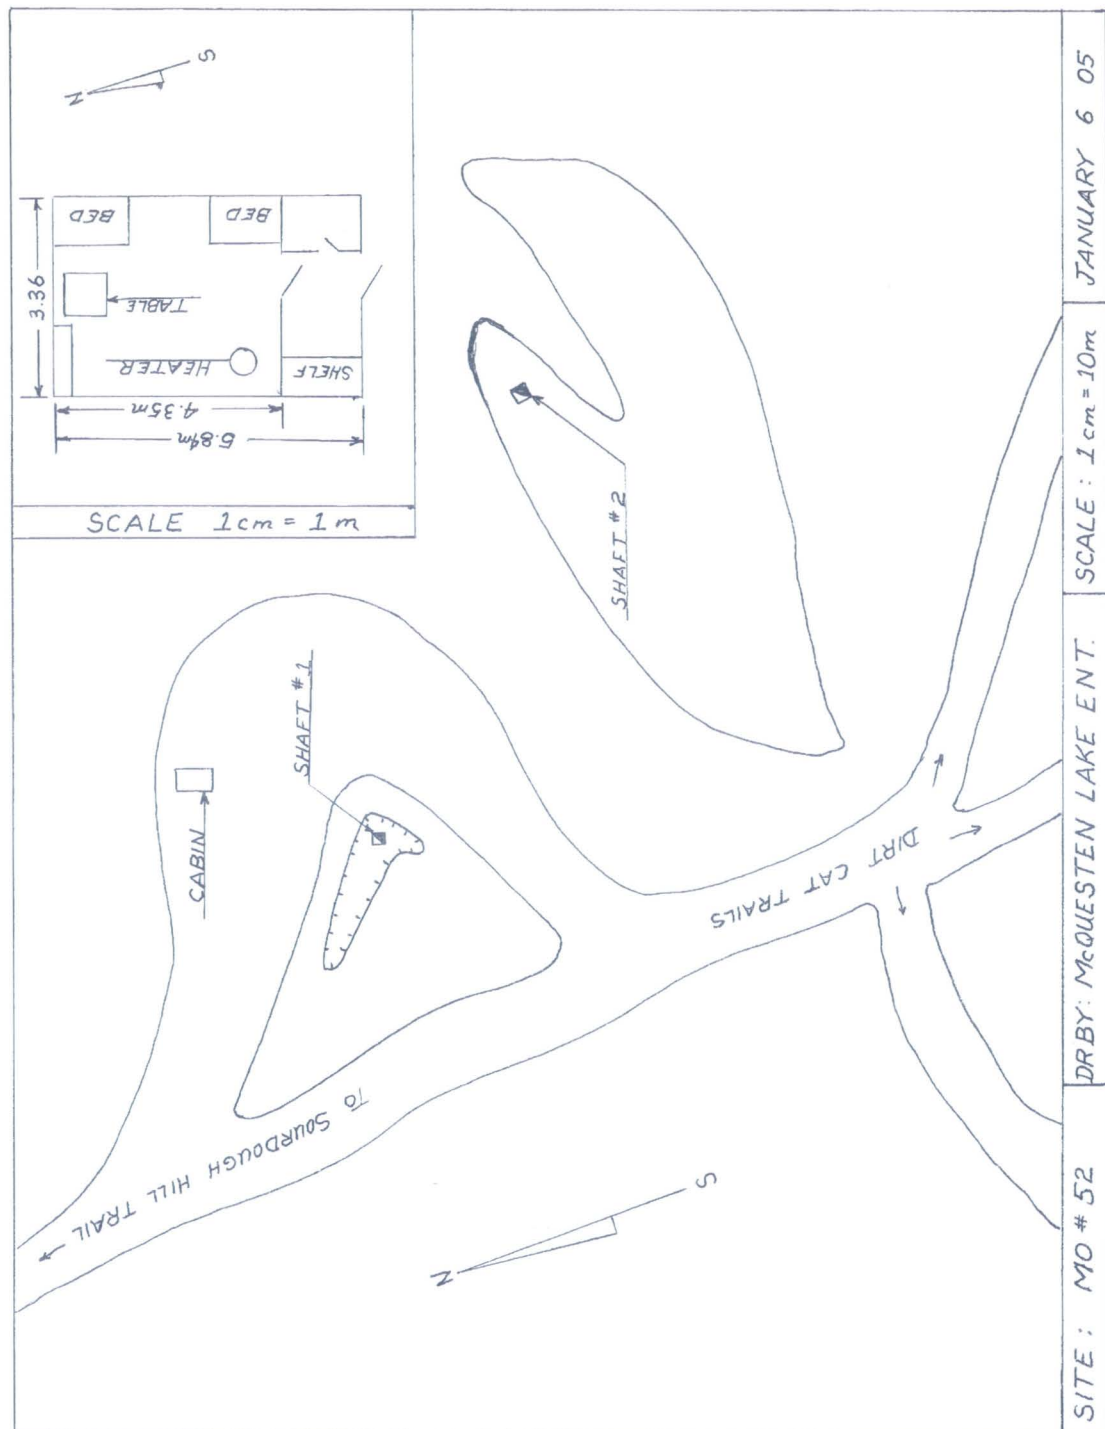 N
S
3.36
BED
BED
TABLE
HEATER
SHELF
4.35m
5.84m
SCALE 1cm = 1m
SHAFT #2
SHAFT #1
CABIN
DIRT CAT TRAILS
TO SOURDOUGH HILL TRAIL
N
S
SITE: MO # 52
DR BY: McQUESTEN LAKE ENT.
SCALE: 1cm = 10m
JANUARY 6 05